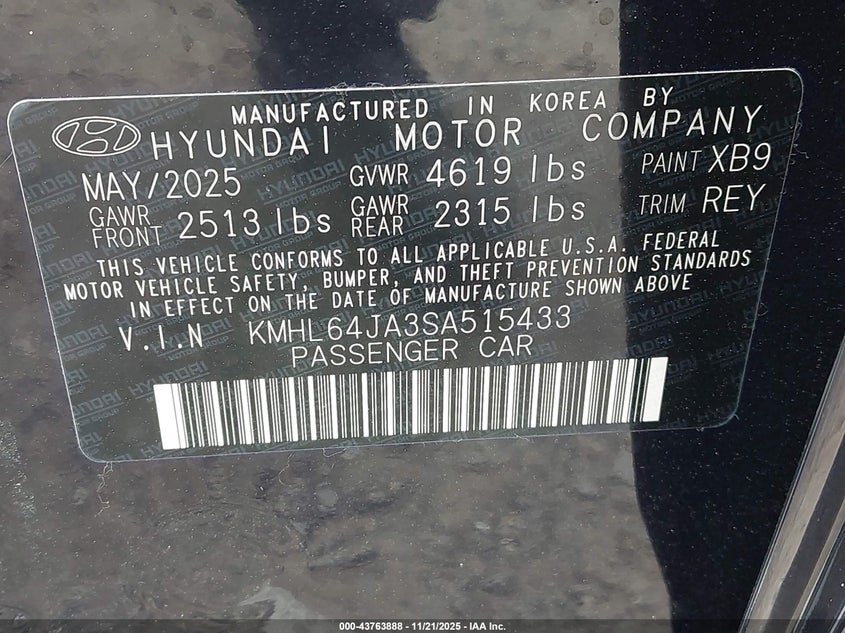 MANUFACTURED IN KOREA BY
HYUNDAI MOTOR COMPANY
MAY/2025 GVWR 4619 lbs PAINT XB9
GAWR FRONT 2513 lbs GAWR REAR 2315 lbs TRIM REY
THIS VEHICLE CONFORMS TO ALL APPLICABLE U.S.A. FEDERAL
MOTOR VEHICLE SAFETY, BUMPER, AND THEFT PREVENTION STANDARDS
IN EFFECT ON THE DATE OF MANUFACTURE SHOWN ABOVE
V.I.N KMHL64JA3SA515433
PASSENGER CAR
000-43763888 - 11/21/2025 - IAA Inc.